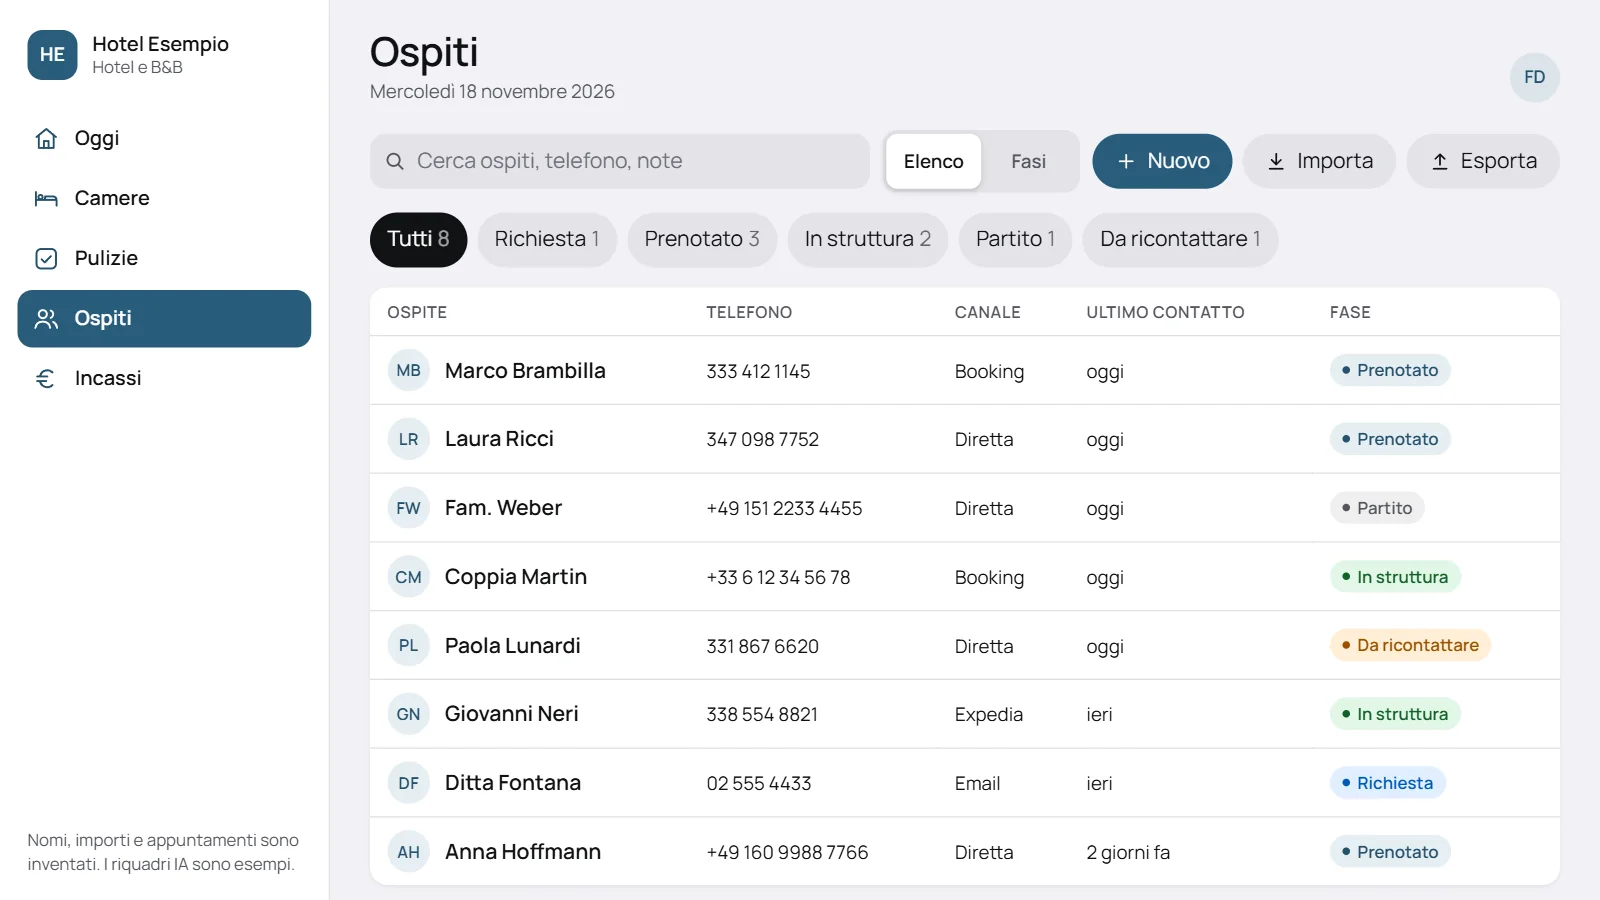 HE
Hotel Esempio
Hotel e B&B
Oggi
Camere
Pulizie
Ospiti
Incassi
Nomi, importi e appuntamenti sono
inventati. I riquadri IA sono esempi.
Ospiti
Mercoledì 18 novembre 2026
FD
Cerca ospiti, telefono, note
Elenco Fasi
Nuovo Importa Esporta
Tutti 8 Richiesta 1 Prenotato 3 In struttura 2 Partito 1 Da ricontattare 1
OSPITE TELEFONO CANALE ULTIMO CONTATTO FASE
MB Marco Brambilla 333 412 1145 Booking oggi Prenotato
LR Laura Ricci 347 098 7752 Diretta oggi Prenotato
FW Fam. Weber +49 151 2233 4455 Diretta oggi Partito
CM Coppia Martin +33 6 12 34 56 78 Booking oggi In struttura
PL Paola Lunardi 331 867 6620 Diretta oggi Da ricontattare
GN Giovanni Neri 338 554 8821 Expedia ieri In struttura
DF Ditta Fontana 02 555 4433 Email ieri Richiesta
AH Anna Hoffmann +49 160 9988 7766 Diretta 2 giorni fa Prenotato